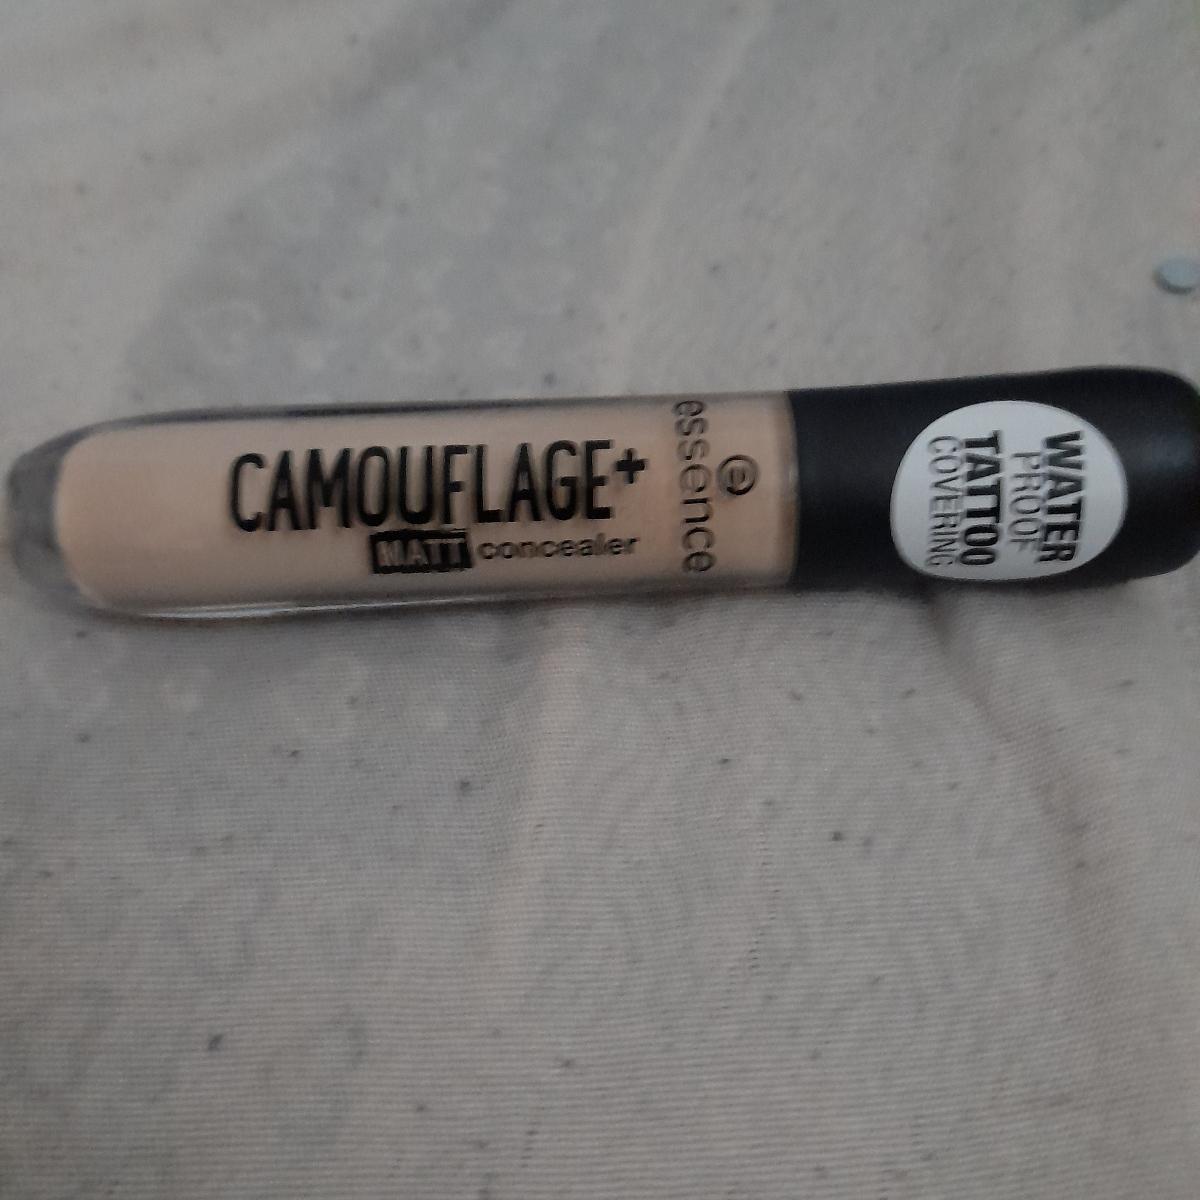 CAMOUFLAGE+
MATT concealer
e
essence
WATER
PROOF
TATTOO
COVERING